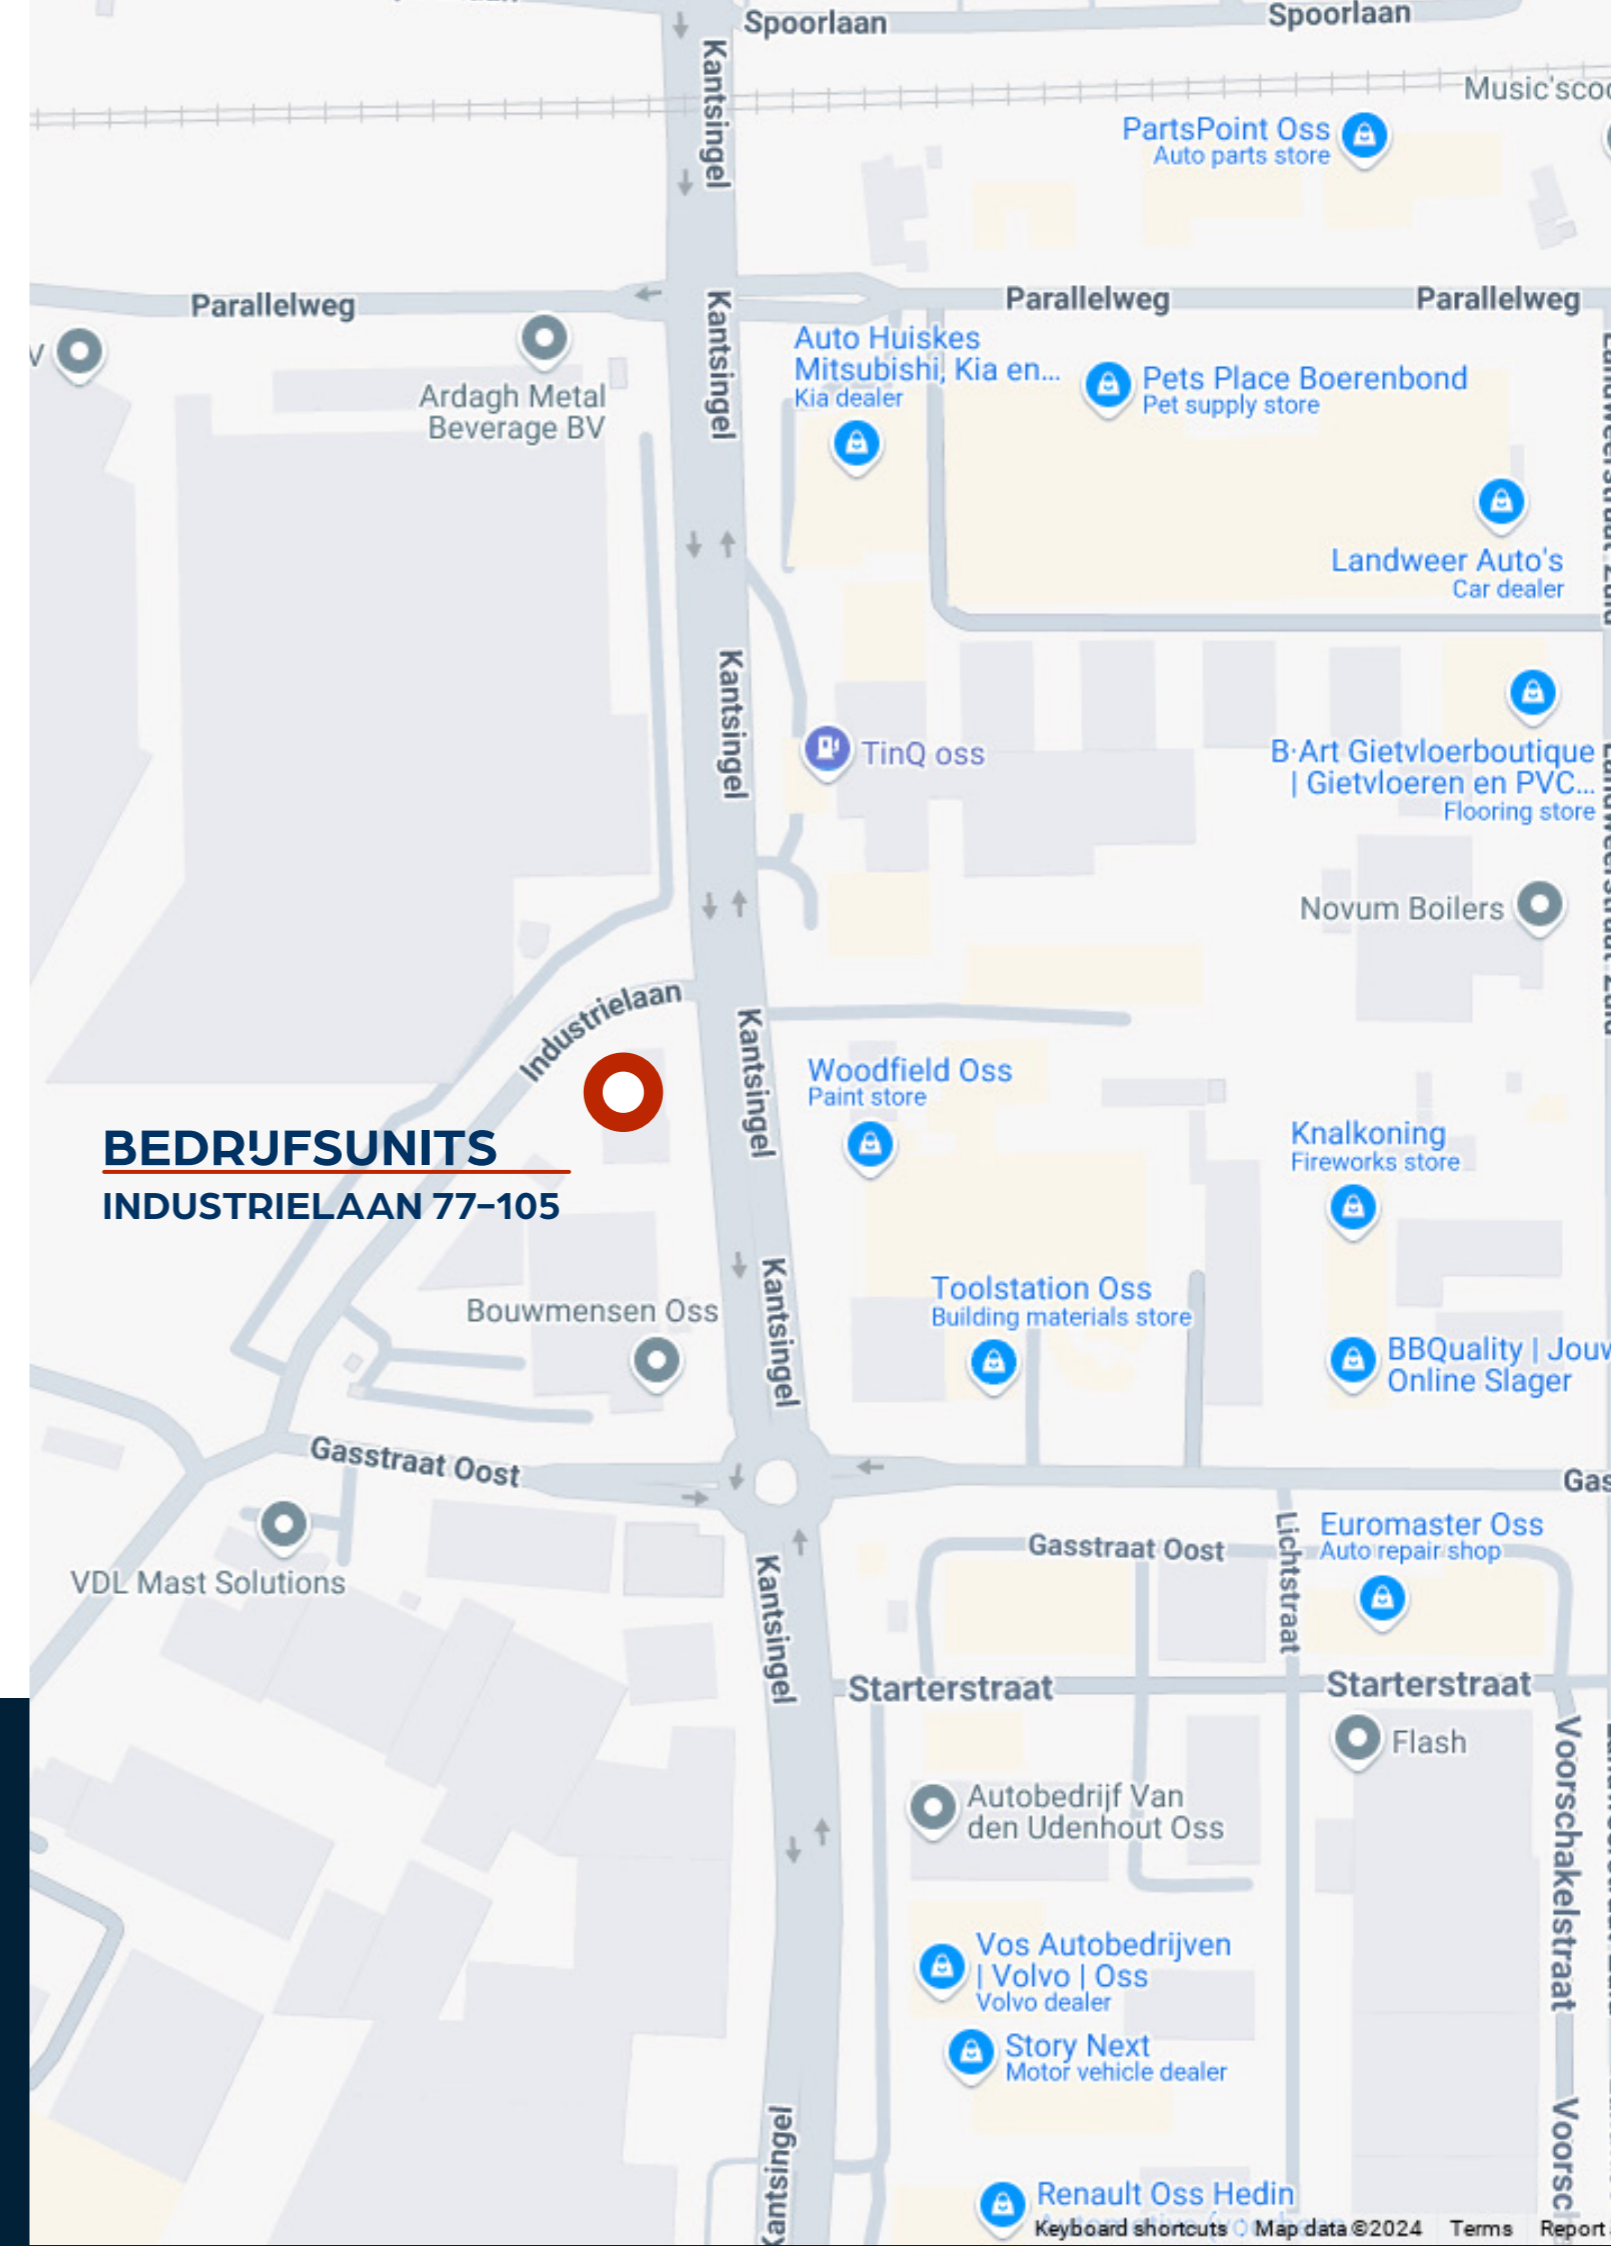 Spoorlaan
Spoorlaan
Kantsingel
Music'scoo
PartsPoint Oss
Auto parts store
Parallelweg
Parallelweg
Parallelweg
Kantsingel
V
Ardagh Metal
Beverage BV
Auto Huiskes
Mitsubishi, Kia en...
Kia dealer
Pets Place Boerenbond
Pet supply store
Landweerstraat Zuid
Landweer Auto's
Car dealer
Kantsingel
TinQ oss
B·Art Gietvloerboutique
| Gietvloeren en PVC...
Flooring store
Landweerstraat Zuid
Novum Boilers
Industrielaan
Kantsingel
Woodfield Oss
Paint store
BEDRIJFSUNITS
INDUSTRIELAAN 77–105
Knalkoning
Fireworks store
Kantsingel
Bouwmensen Oss
Toolstation Oss
Building materials store
BBQuality | Jouw
Online Slager
Gasstraat Oost
Gas
VDL Mast Solutions
Kantsingel
Gasstraat Oost
Lichtstraat
Euromaster Oss
Auto repair shop
Starterstraat
Starterstraat
Flash
Voorschakelstraat
Autobedrijf Van
den Udenhout Oss
Vos Autobedrijven
| Volvo | Oss
Volvo dealer
Story Next
Motor vehicle dealer
Kantsingel
Voorsch
Renault Oss Hedin
Keyboard shortcuts
Map data ©2024
Terms
Report